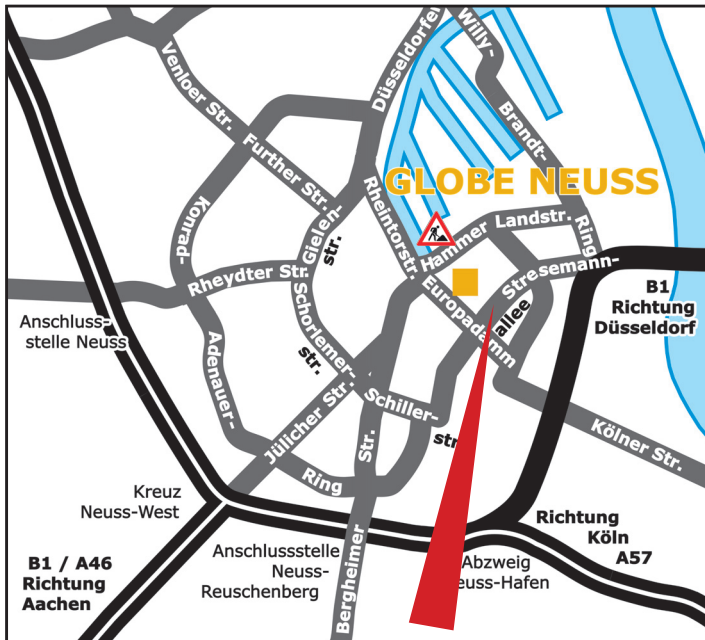 Willy-
Brandt-
Ring
Düsseldorfer
Venloer Str.
Further Str.
GLOBE NEUSS
Konrad-
Gielen-
str.
Rheintorstr.
Hammer Landstr.
Rheydter Str.
Stresemann-
allee
Europadamm
B1
Richtung
Düsseldorf
Anschluss-
stelle Neuss
Schorlemer-
str.
Adenauer-
Ring
Jülicher Str.
Schiller-
str.
Kölner Str.
Bergheimer
Str.
Kreuz
Neuss-West
B1 / A46
Richtung
Aachen
Anschlussstelle
Neuss-
Reuschenberg
Richtung
Köln
A57
Abzweig
euss-Hafen